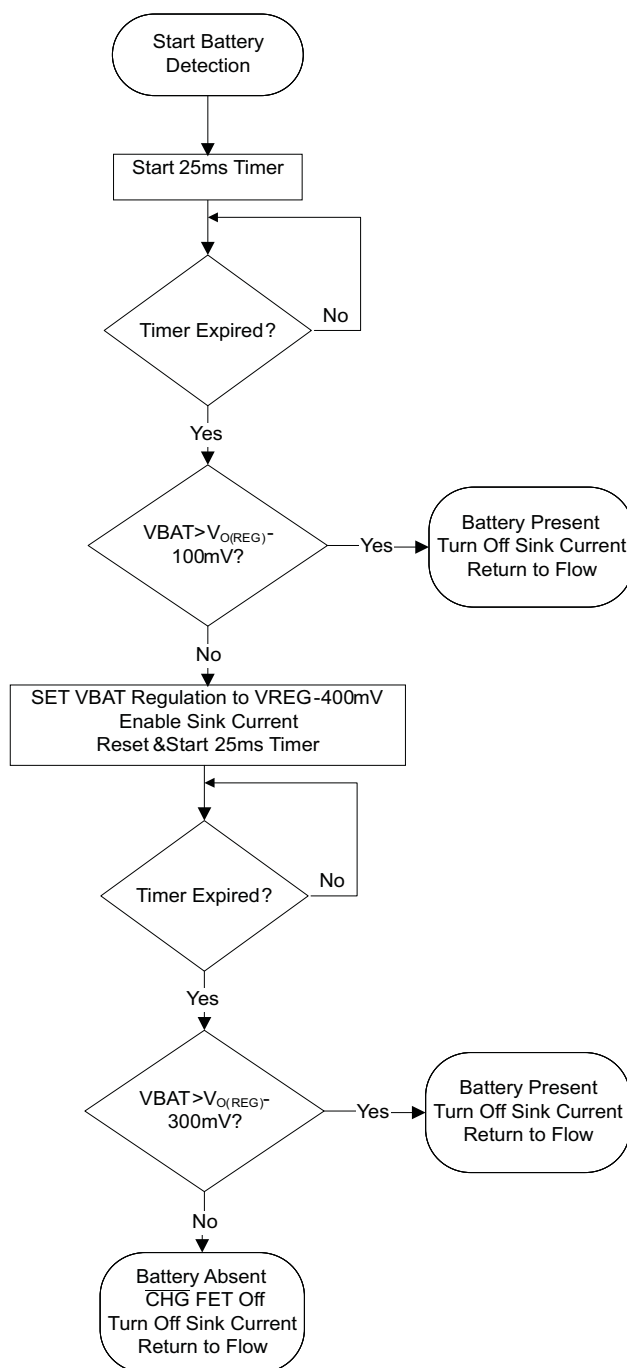 Start Battery
Detection
Start 25ms Timer
No
Timer Expired?
Yes
VBAT>VO(REG)-
100mV?
Yes
Battery Present
Turn Off Sink Current
Return to Flow
No
SET VBAT Regulation to VREG-400mV
Enable Sink Current
Reset &Start 25ms Timer
Timer Expired?
No
Yes
VBAT>VO(REG)-
300mV?
Yes
Battery Present
Turn Off Sink Current
Return to Flow
No
Battery Absent
C̅H̅G̅ FET Off
Turn Off Sink Current
Return to Flow